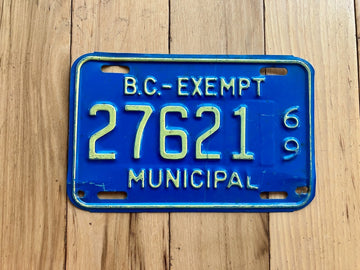 B.C.-EXEMPT
27621 69
MUNICIPAL